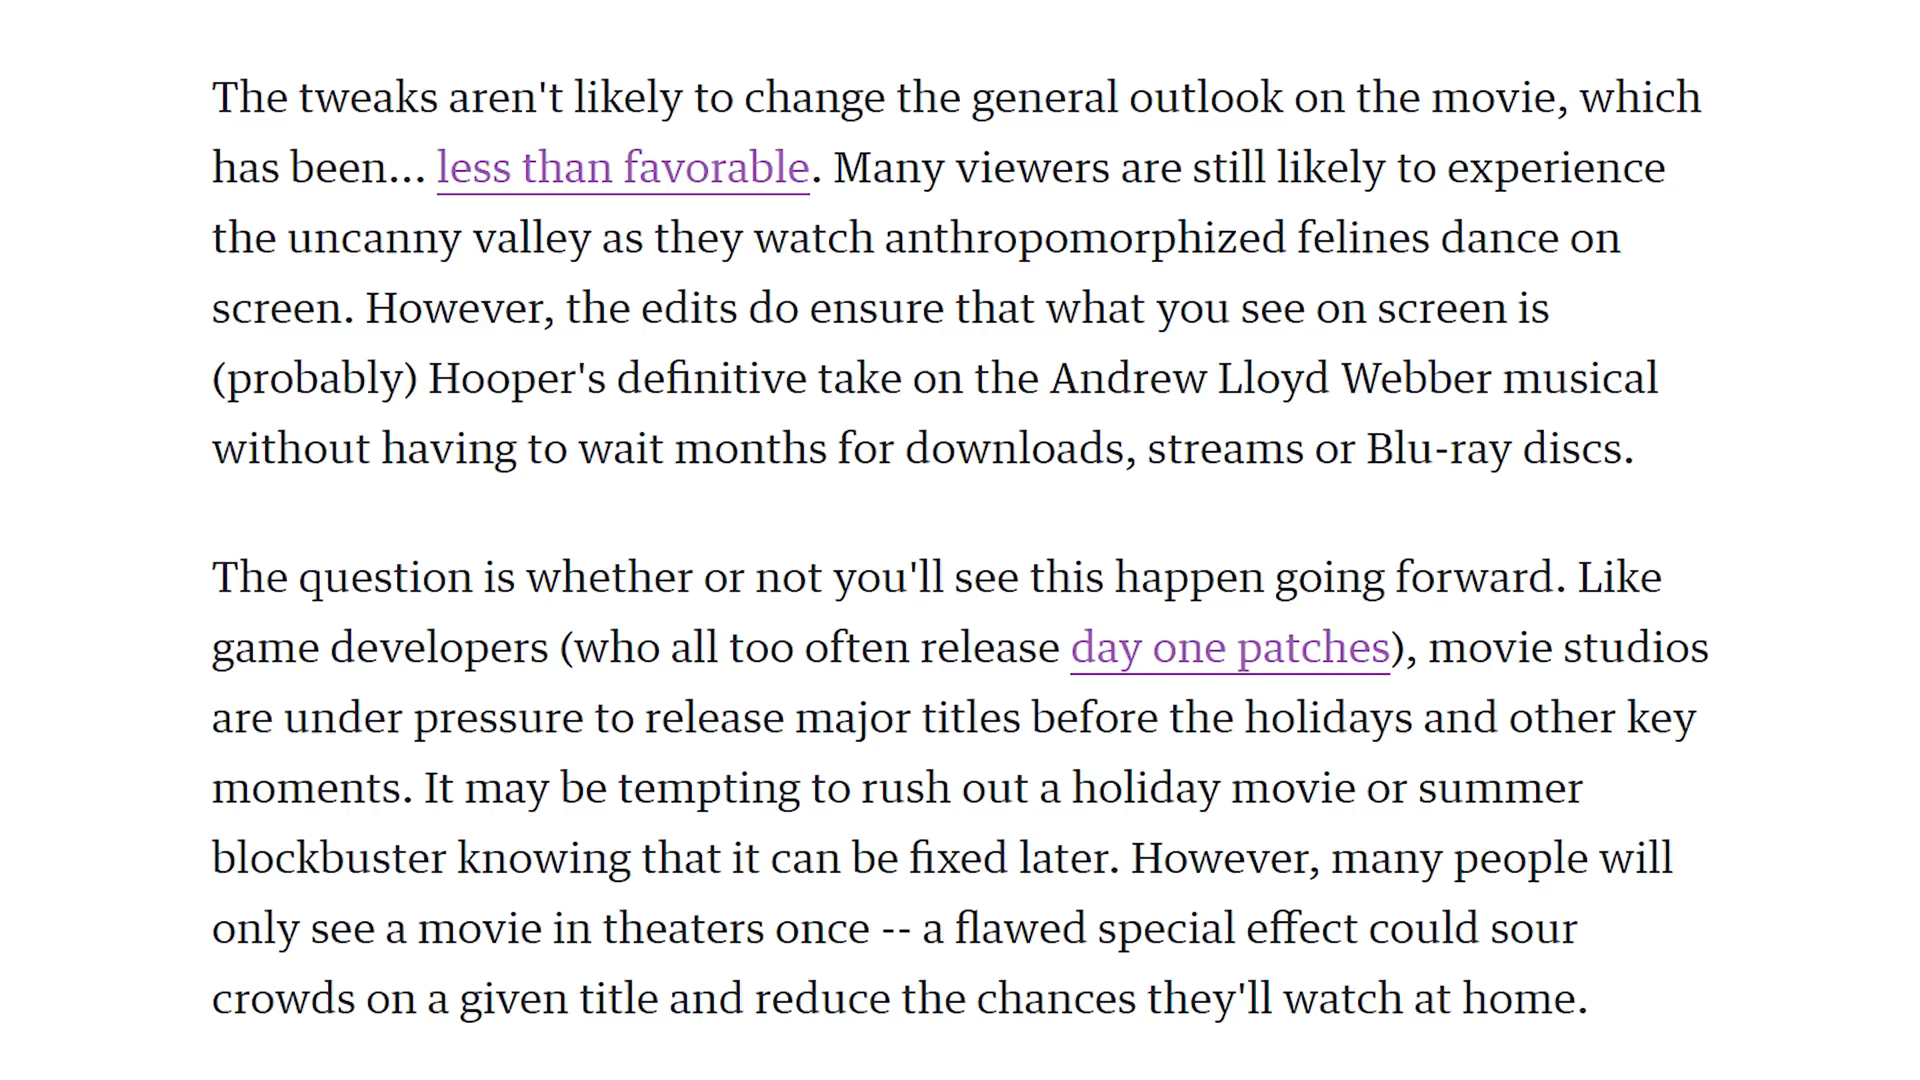 The tweaks aren't likely to change the general outlook on the movie, which
has been... less than favorable. Many viewers are still likely to experience
the uncanny valley as they watch anthropomorphized felines dance on
screen. However, the edits do ensure that what you see on screen is
(probably) Hooper's definitive take on the Andrew Lloyd Webber musical
without having to wait months for downloads, streams or Blu-ray discs.
The question is whether or not you'll see this happen going forward. Like
game developers (who all too often release day one patches), movie studios
are under pressure to release major titles before the holidays and other key
moments. It may be tempting to rush out a holiday movie or summer
blockbuster knowing that it can be fixed later. However, many people will
only see a movie in theaters once -- a flawed special effect could sour
crowds on a given title and reduce the chances they'll watch at home.